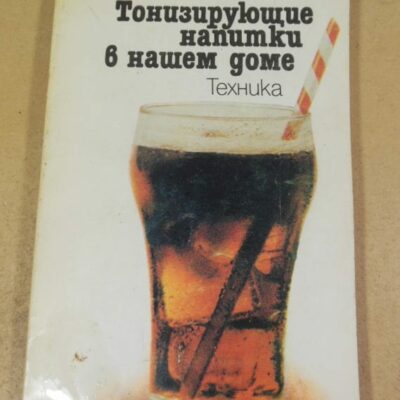 Тонизирующие
напитки
в нашем доме
Техника